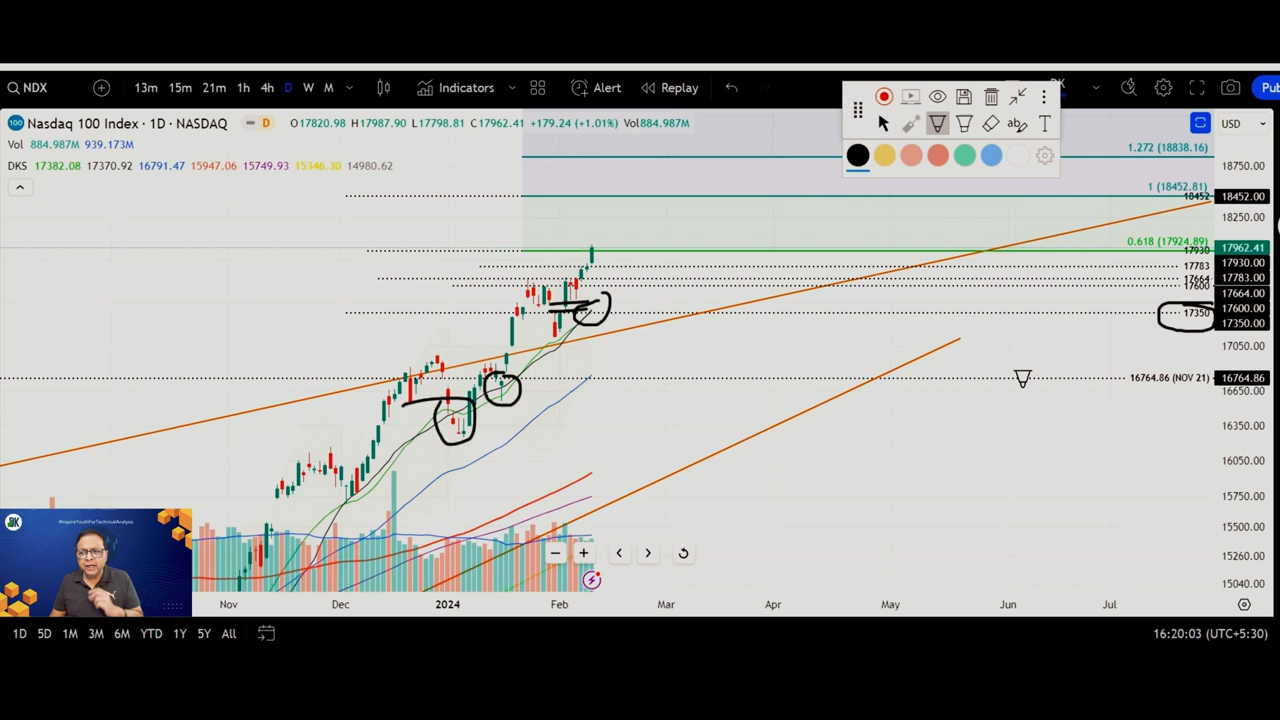 NDX 13m 15m 21m 1h 4h D W M Indicators Alert Replay Pub
Nasdaq 100 Index · 1D · NASDAQ D O17820.98 H17987.90 L17798.81 C17962.41 +179.24 (+1.01%) Vol884.987M USD
Vol 884.987M 939.173M
DKS 17382.08 17370.92 16791.47 15947.06 15749.93 15346.30 14980.62
T
1.272 (18838.16)
18750.00
1 (18452.81)
18452 18452.00
18250.00
0.618 (17924.89)
17962.41
17930 17930.00
17783 17783.00
17664 17664.00
17600 17600.00
17350 17350.00
17050.00
16764.86 (NOV 21) 16764.86
16650.00
16350.00
16050.00
15750.00
15500.00
15260.00
15040.00
#InspireYouthForTechnicalAnalysis
Nov Dec 2024 Feb Mar Apr May Jun Jul
1D 5D 1M 3M 6M YTD 1Y 5Y All 16:20:03 (UTC+5:30)